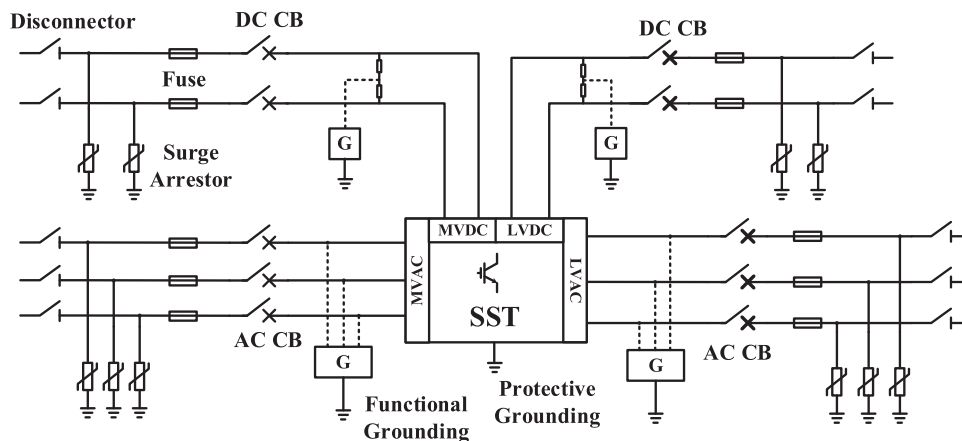 Disconnector
DC CB
DC CB
Fuse
G
G
Surge
Arrestor
MVDC
LVDC
MVAC
LVAC
SST
AC CB
G
G
AC CB
Functional
Grounding
Protective
Grounding